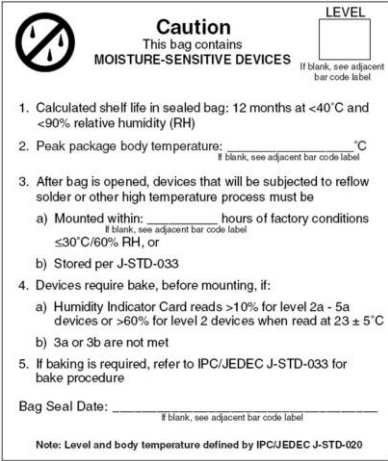 LEVEL
Caution
This bag contains
MOISTURE-SENSITIVE DEVICES
If blank, see adjacent
bar code label
1. Calculated shelf life in sealed bag: 12 months at <40°C and
<90% relative humidity (RH)
2. Peak package body temperature: ____________________°C
If blank, see adjacent bar code label
3. After bag is opened, devices that will be subjected to reflow
solder or other high temperature process must be
a) Mounted within: ___________ hours of factory conditions
If blank, see adjacent bar code label
≤30°C/60% RH, or
b) Stored per J-STD-033
4. Devices require bake, before mounting, if:
a) Humidity Indicator Card reads >10% for level 2a - 5a
devices or >60% for level 2 devices when read at 23 ± 5°C
b) 3a or 3b are not met
5. If baking is required, refer to IPC/JEDEC J-STD-033 for
bake procedure
Bag Seal Date: ____________________________________________
If blank, see adjacent bar code label
Note: Level and body temperature defined by IPC/JEDEC J-STD-020